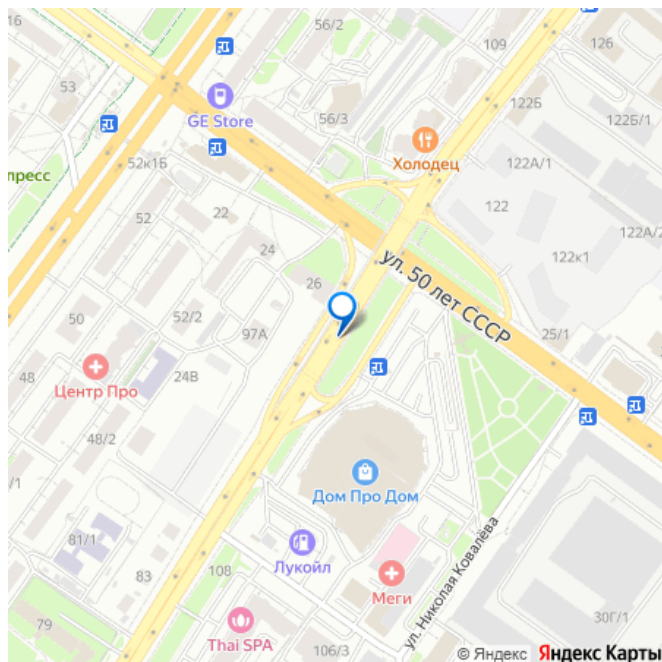 16
56/2
109
126
53
GE Store
122Б
122Б/1
56/3
52к1Б
Холодец
122А/1
пресс
52
22
122
122А/2
24
122к1
26
ул. 50 лет СССР
50
52/2
97А
25/1
48
Центр Про
24В
48/2
/1
Дом Про Дом
ул. Николая Ковалёва
81/1
Лукойл
83
108
Меги
79
30Г/1
Thai SPA
106/3
© Яндекс Яндекс Карты